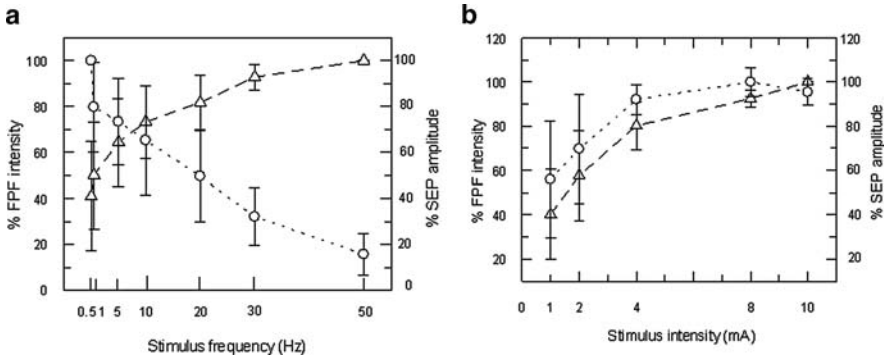 a
% FPF intensity
100
80
60
40
20
0
100
80
60
40
20
0
% SEP amplitude
0.5 1 5 10 20 30 50
Stimulus frequency (Hz)
b
% FPF intensity
120
100
80
60
40
20
120
100
80
60
40
20
% SEP amplitude
0 1 2 4 8 10
Stimulus intensity (mA)